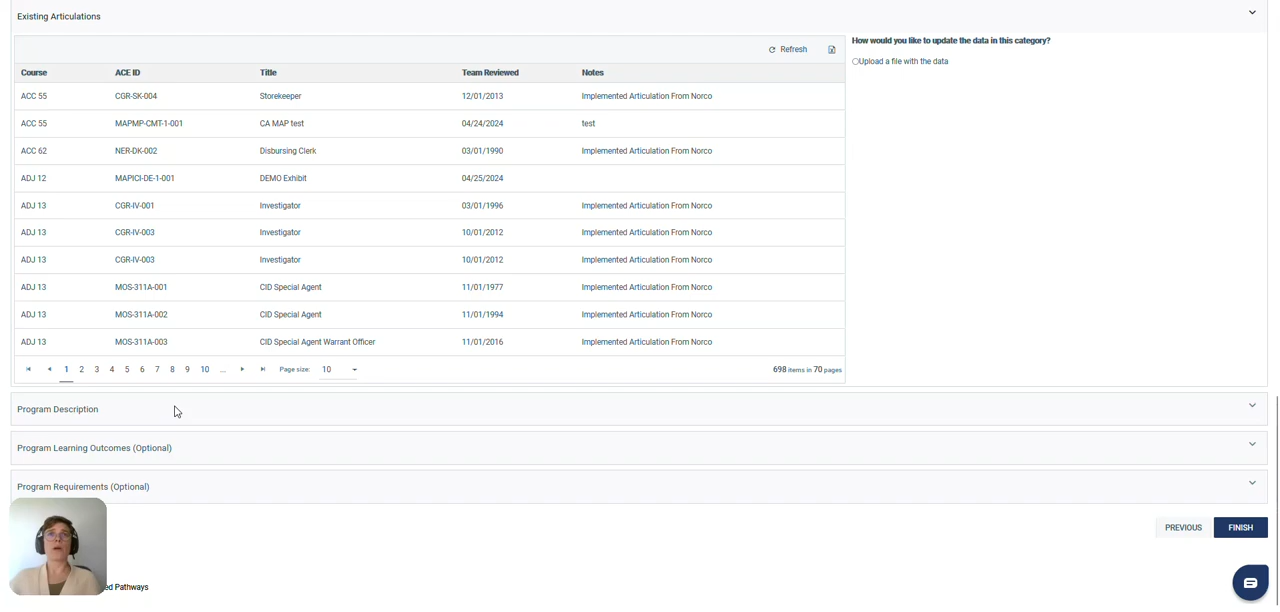 Existing Articulations
Refresh
How would you like to update the data in this category?
Upload a file with the data
Course ACE ID Title Team Reviewed Notes
ACC 55 CGR-SK-004 Storekeeper 12/01/2013 Implemented Articulation From Norco
ACC 55 MAPMP-CMT-1-001 CA MAP test 04/24/2024 test
ACC 62 NER-DK-002 Disbursing Clerk 03/01/1990 Implemented Articulation From Norco
ADJ 12 MAPICI-DE-1-001 DEMO Exhibit 04/25/2024
ADJ 13 CGR-IV-001 Investigator 03/01/1996 Implemented Articulation From Norco
ADJ 13 CGR-IV-003 Investigator 10/01/2012 Implemented Articulation From Norco
ADJ 13 CGR-IV-003 Investigator 10/01/2012 Implemented Articulation From Norco
ADJ 13 MOS-311A-001 CID Special Agent 11/01/1977 Implemented Articulation From Norco
ADJ 13 MOS-311A-002 CID Special Agent 11/01/1994 Implemented Articulation From Norco
ADJ 13 MOS-311A-003 CID Special Agent Warrant Officer 11/01/2016 Implemented Articulation From Norco
1 2 3 4 5 6 7 8 9 10 ... Page size: 10 698 items in 70 pages
Program Description
Program Learning Outcomes (Optional)
Program Requirements (Optional)
PREVIOUS FINISH
Pathways